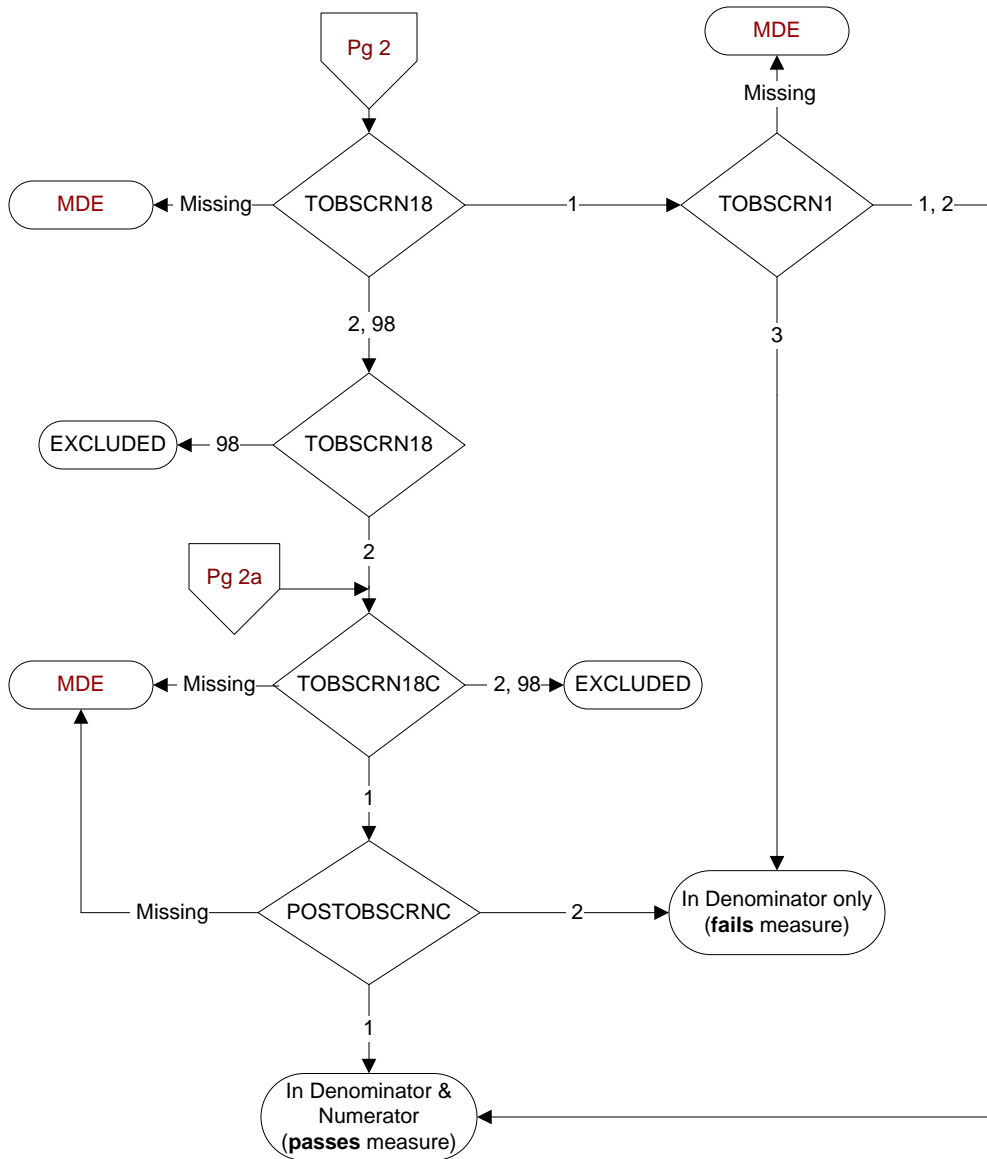 Pg 2
MDE
Missing
MDE
Missing
TOBSCRN18
1
TOBSCRN1
1, 2
2, 98
3
EXCLUDED
98
TOBSCRN18
2
Pg 2a
MDE
Missing
TOBSCRN18C
2, 98
EXCLUDED
1
Missing
POSTOBSCRNC
2
In Denominator only
(fails measure)
1
In Denominator &
Numerator
(passes measure)